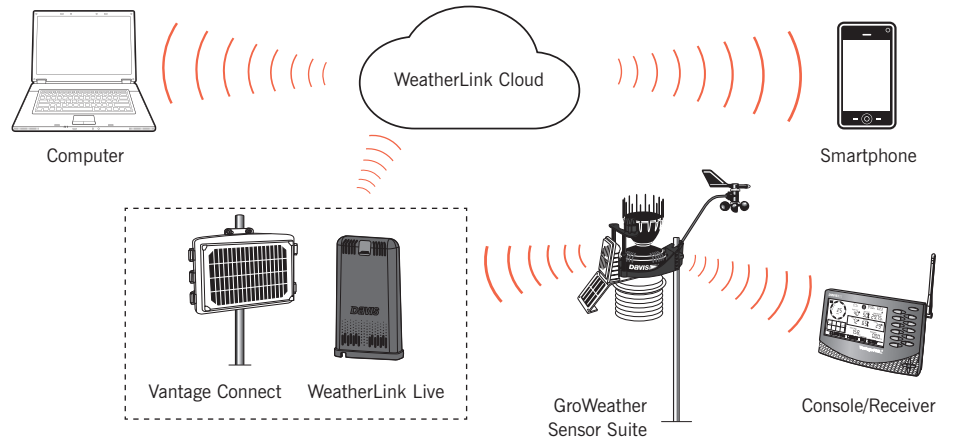 WeatherLink Cloud
Computer
Smartphone
DAVIS
DAVIS
Vantage Connect
WeatherLink Live
GroWeather
Sensor Suite
Console/Receiver